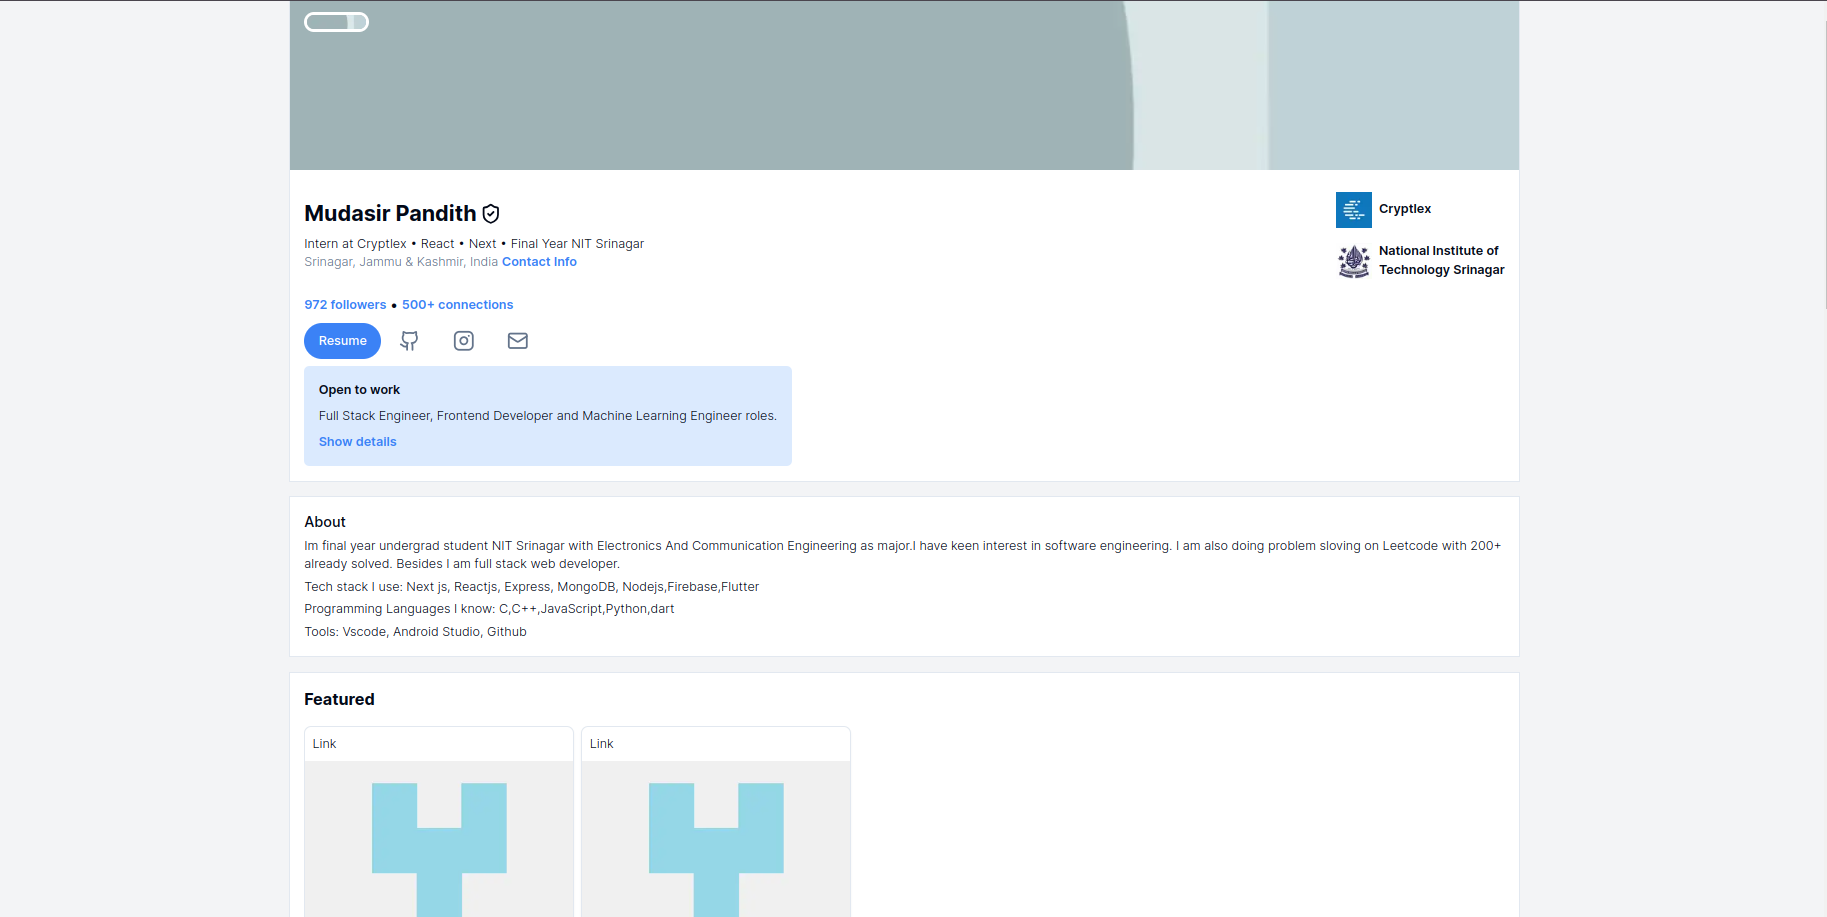 Mudasir Pandith
Intern at Cryptlex • React • Next • Final Year NIT Srinagar
Srinagar, Jammu & Kashmir, India Contact Info
972 followers • 500+ connections
Resume
Open to work
Full Stack Engineer, Frontend Developer and Machine Learning Engineer roles.
Show details
Cryptlex
National Institute of
Technology Srinagar
About
Im final year undergrad student NIT Srinagar with Electronics And Communication Engineering as major.I have keen interest in software engineering. I am also doing problem sloving on Leetcode with 200+
already solved. Besides I am full stack web developer.
Tech stack I use: Next js, Reactjs, Express, MongoDB, Nodejs,Firebase,Flutter
Programming Languages I know: C,C++,JavaScript,Python,dart
Tools: Vscode, Android Studio, Github
Featured
Link
Link